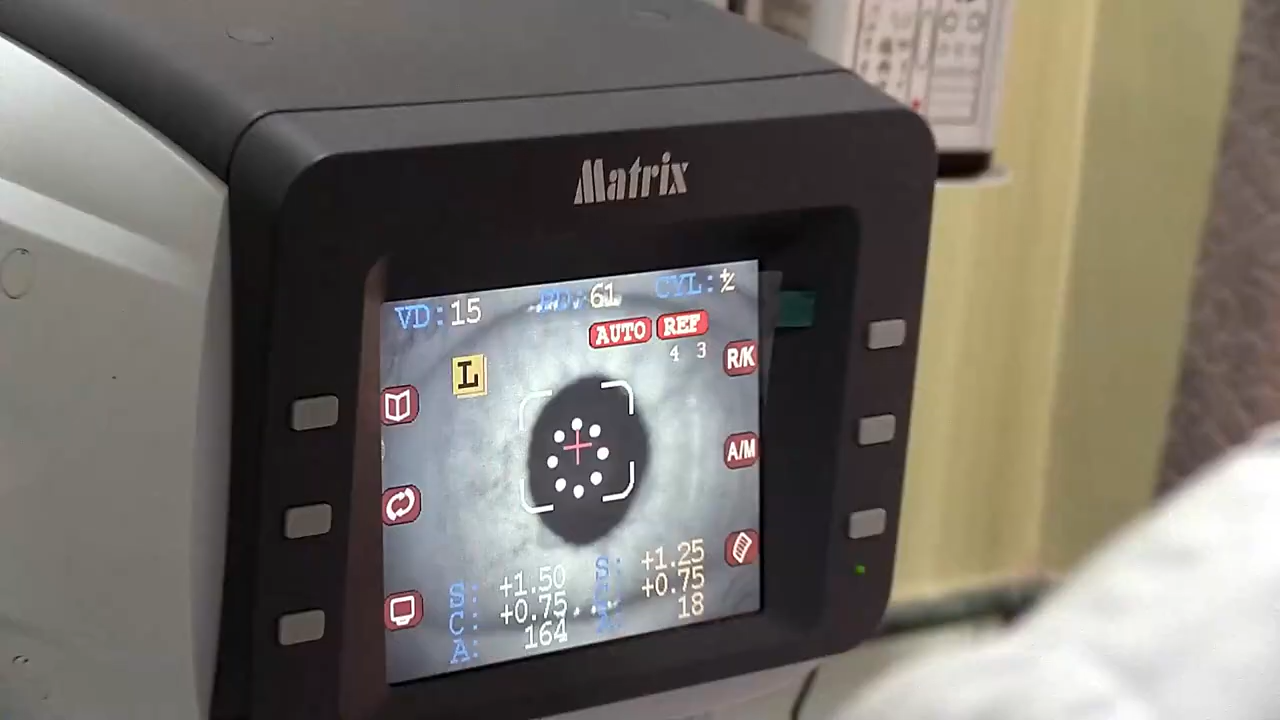 Matrix
VD:15 PD:61 CYL:±
AUTO REF
4 3
R/K
L
A/M
S: +1.50 S: +1.25
C: +0.75 +0.75
A: 164 18